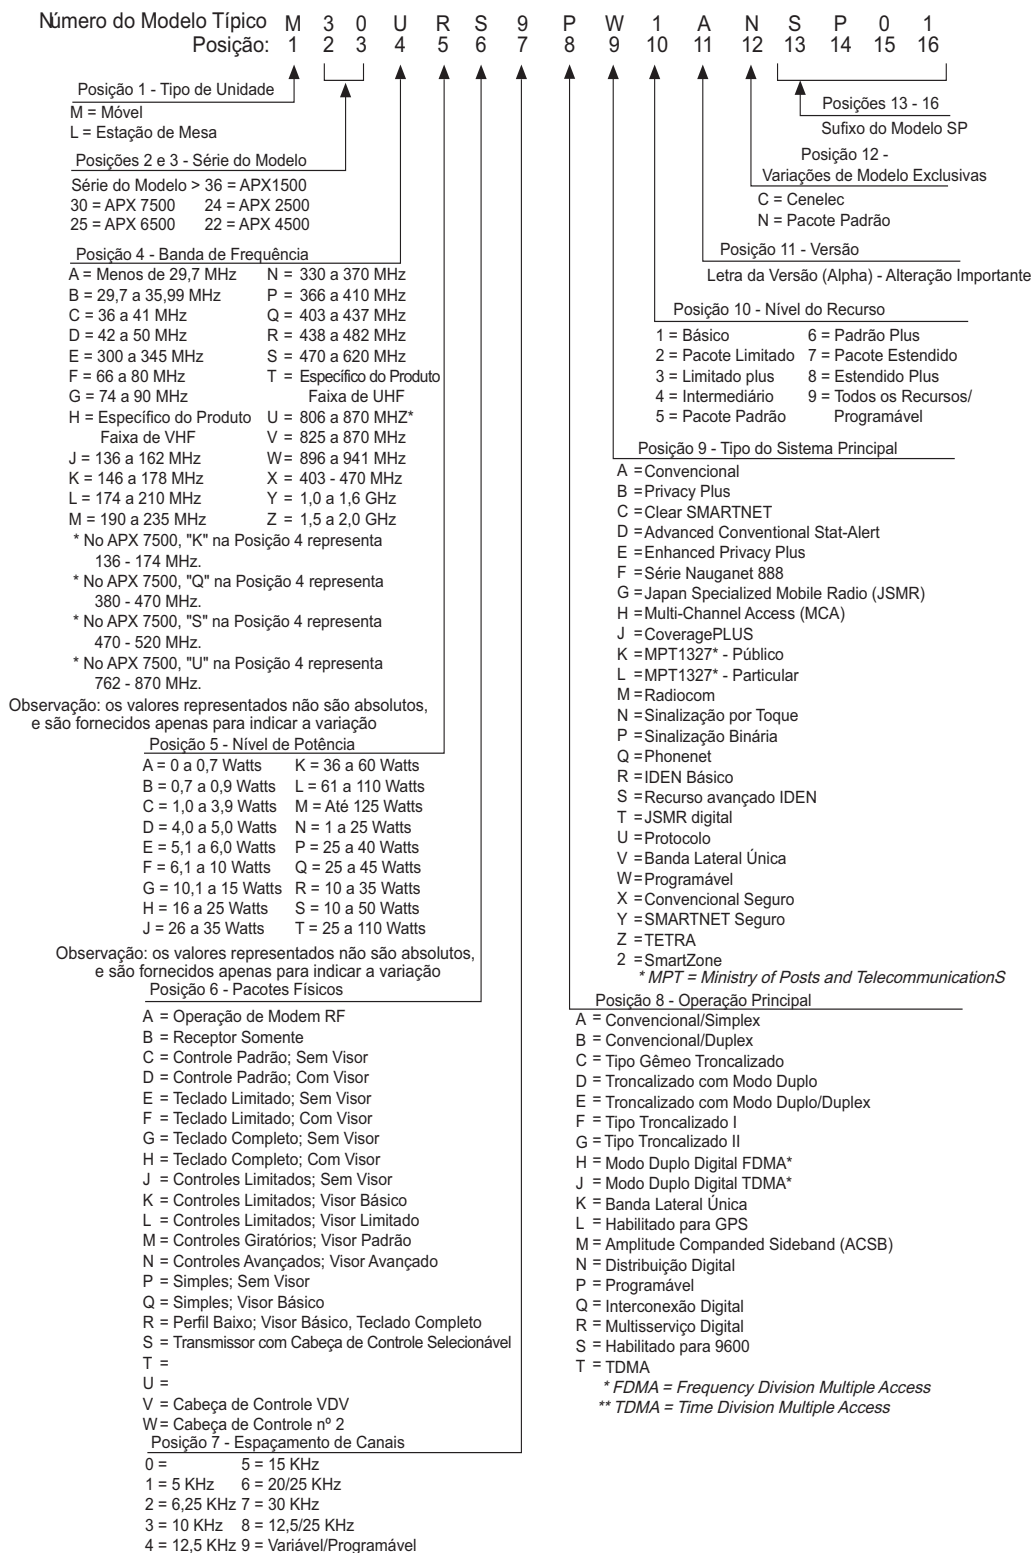 Número do Modelo Típico M 3 0 U R S 9 P W 1 A N S P 0 1
Posição: 1 2 3 4 5 6 7 8 9 10 11 12 13 14 15 16
Posição 1 - Tipo de Unidade
M = Móvel
L = Estação de Mesa
Posições 2 e 3 - Série do Modelo
Série do Modelo > 36 = APX1500
30 = APX 7500 24 = APX 2500
25 = APX 6500 22 = APX 4500
Posição 4 - Banda de Frequência
A = Menos de 29,7 MHz N = 330 a 370 MHz
B = 29,7 a 35,99 MHz P = 366 a 410 MHz
C = 36 a 41 MHz Q = 403 a 437 MHz
D = 42 a 50 MHz R = 438 a 482 MHz
E = 300 a 345 MHz S = 470 a 620 MHz
F = 66 a 80 MHz T = Específico do Produto
G = 74 a 90 MHz Faixa de UHF
H = Específico do Produto U = 806 a 870 MHZ*
Faixa de VHF V = 825 a 870 MHz
J = 136 a 162 MHz W= 896 a 941 MHz
K = 146 a 178 MHz X = 403 - 470 MHz
L = 174 a 210 MHz Y = 1,0 a 1,6 GHz
M = 190 a 235 MHz Z = 1,5 a 2,0 GHz
* No APX 7500, "K" na Posição 4 representa
136 - 174 MHz.
* No APX 7500, "Q" na Posição 4 representa
380 - 470 MHz.
* No APX 7500, "S" na Posição 4 representa
470 - 520 MHz.
* No APX 7500, "U" na Posição 4 representa
762 - 870 MHz.
Observação: os valores representados não são absolutos,
e são fornecidos apenas para indicar a variação
Posição 5 - Nível de Potência
A = 0 a 0,7 Watts K = 36 a 60 Watts
B = 0,7 a 0,9 Watts L = 61 a 110 Watts
C = 1,0 a 3,9 Watts M = Até 125 Watts
D = 4,0 a 5,0 Watts N = 1 a 25 Watts
E = 5,1 a 6,0 Watts P = 25 a 40 Watts
F = 6,1 a 10 Watts Q = 25 a 45 Watts
G = 10,1 a 15 Watts R = 10 a 35 Watts
H = 16 a 25 Watts S = 10 a 50 Watts
J = 26 a 35 Watts T = 25 a 110 Watts
Observação: os valores representados não são absolutos,
e são fornecidos apenas para indicar a variação
Posição 6 - Pacotes Físicos
A = Operação de Modem RF
B = Receptor Somente
C = Controle Padrão; Sem Visor
D = Controle Padrão; Com Visor
E = Teclado Limitado; Sem Visor
F = Teclado Limitado; Com Visor
G = Teclado Completo; Sem Visor
H = Teclado Completo; Com Visor
J = Controles Limitados; Sem Visor
K = Controles Limitados; Visor Básico
L = Controles Limitados; Visor Limitado
M = Controles Giratórios; Visor Padrão
N = Controles Avançados; Visor Avançado
P = Simples; Sem Visor
Q = Simples; Visor Básico
R = Perfil Baixo; Visor Básico, Teclado Completo
S = Transmissor com Cabeça de Controle Selecionável
T =
U =
V = Cabeça de Controle VDV
W= Cabeça de Controle nº 2
Posição 7 - Espaçamento de Canais
0 = 5 = 15 KHz
1 = 5 KHz 6 = 20/25 KHz
2 = 6,25 KHz 7 = 30 KHz
3 = 10 KHz 8 = 12,5/25 KHz
4 = 12,5 KHz 9 = Variável/Programável
Posições 13 - 16
Sufixo do Modelo SP
Posição 12 -
Variações de Modelo Exclusivas
C = Cenelec
N = Pacote Padrão
Posição 11 - Versão
Letra da Versão (Alpha) - Alteração Importante
Posição 10 - Nível do Recurso
1 = Básico 6 = Padrão Plus
2 = Pacote Limitado 7 = Pacote Estendido
3 = Limitado plus 8 = Estendido Plus
4 = Intermediário 9 = Todos os Recursos/
5 = Pacote Padrão Programável
Posição 9 - Tipo do Sistema Principal
A =Convencional
B =Privacy Plus
C =Clear SMARTNET
D =Advanced Conventional Stat-Alert
E =Enhanced Privacy Plus
F =Série Nauganet 888
G =Japan Specialized Mobile Radio (JSMR)
H =Multi-Channel Access (MCA)
J =CoveragePLUS
K =MPT1327* - Público
L =MPT1327* - Particular
M =Radiocom
N =Sinalização por Toque
P =Sinalização Binária
Q =Phonenet
R =IDEN Básico
S =Recurso avançado IDEN
T =JSMR digital
U =Protocolo
V =Banda Lateral Única
W=Programável
X =Convencional Seguro
Y =SMARTNET Seguro
Z =TETRA
2 =SmartZone
* MPT = Ministry of Posts and TelecommunicationS
Posição 8 - Operação Principal
A = Convencional/Simplex
B = Convencional/Duplex
C = Tipo Gêmeo Troncalizado
D = Troncalizado com Modo Duplo
E = Troncalizado com Modo Duplo/Duplex
F = Tipo Troncalizado I
G = Tipo Troncalizado II
H = Modo Duplo Digital FDMA*
J = Modo Duplo Digital TDMA*
K = Banda Lateral Única
L = Habilitado para GPS
M = Amplitude Companded Sideband (ACSB)
N = Distribuição Digital
P = Programável
Q = Interconexão Digital
R = Multisserviço Digital
S = Habilitado para 9600
T = TDMA
* FDMA = Frequency Division Multiple Access
** TDMA = Time Division Multiple Access